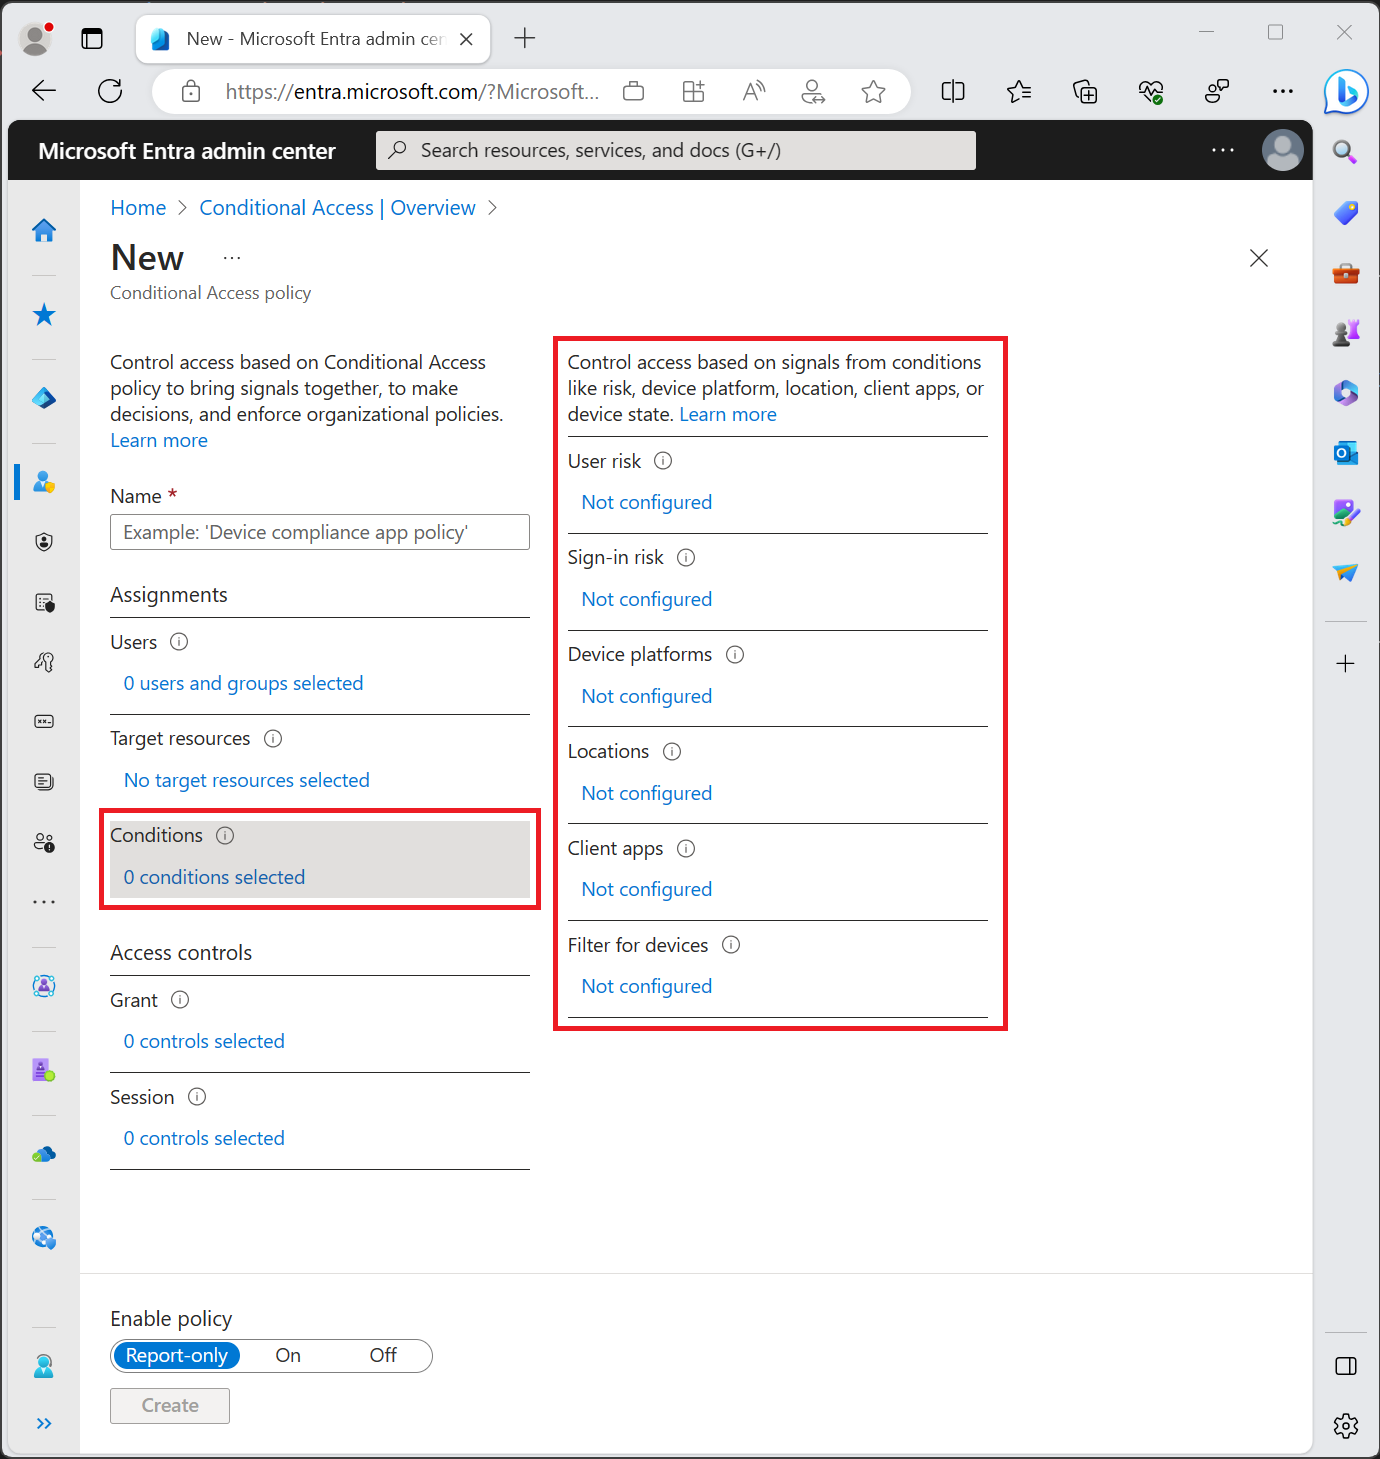 New - Microsoft Entra admin cen
https://entra.microsoft.com/?Microsoft...
Microsoft Entra admin center
Search resources, services, and docs (G+/)
Home > Conditional Access | Overview >
New ...
Conditional Access policy
Control access based on Conditional Access
policy to bring signals together, to make
decisions, and enforce organizational policies.
Learn more
Name *
Example: 'Device compliance app policy'
Assignments
Users
0 users and groups selected
Target resources
No target resources selected
Conditions
0 conditions selected
Access controls
Grant
0 controls selected
Session
0 controls selected
Control access based on signals from conditions
like risk, device platform, location, client apps, or
device state. Learn more
User risk
Not configured
Sign-in risk
Not configured
Device platforms
Not configured
Locations
Not configured
Client apps
Not configured
Filter for devices
Not configured
Enable policy
Report-only On Off
Create